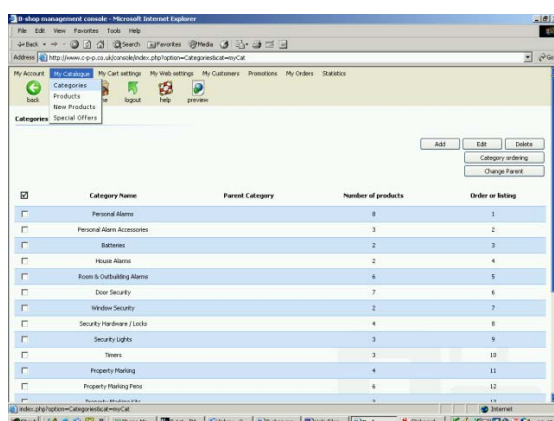 B-shop management console - Microsoft Internet Explorer
File Edit View Favorites Tools Help
Back Search Favorites Media
Address http://www.c-p-p.co.uk/console/index.php?option=Categories&cat=myCat
My Account My Catalogue My Cart settings My Web settings My Customers Promotions My Orders Statistics
Categories
Products
New Products
Special Offers
back logout help preview
Categories
Add Edit Delete
Category ordering
Change Parent
Category Name Parent Category Number of products Order or listing
Personal Alarms 8 1
Personal Alarm Accessories 3 2
Batteries 2 3
House Alarms 2 4
Room & Outbuilding Alarms 6 5
Door Security 7 6
Window Security 2 7
Security Hardware / Locks 4 8
Security Lights 3 9
Timers 3 10
Property Marking 4 11
Property Marking Pens 6 12
index.php?option=Categories&cat=myCat Internet